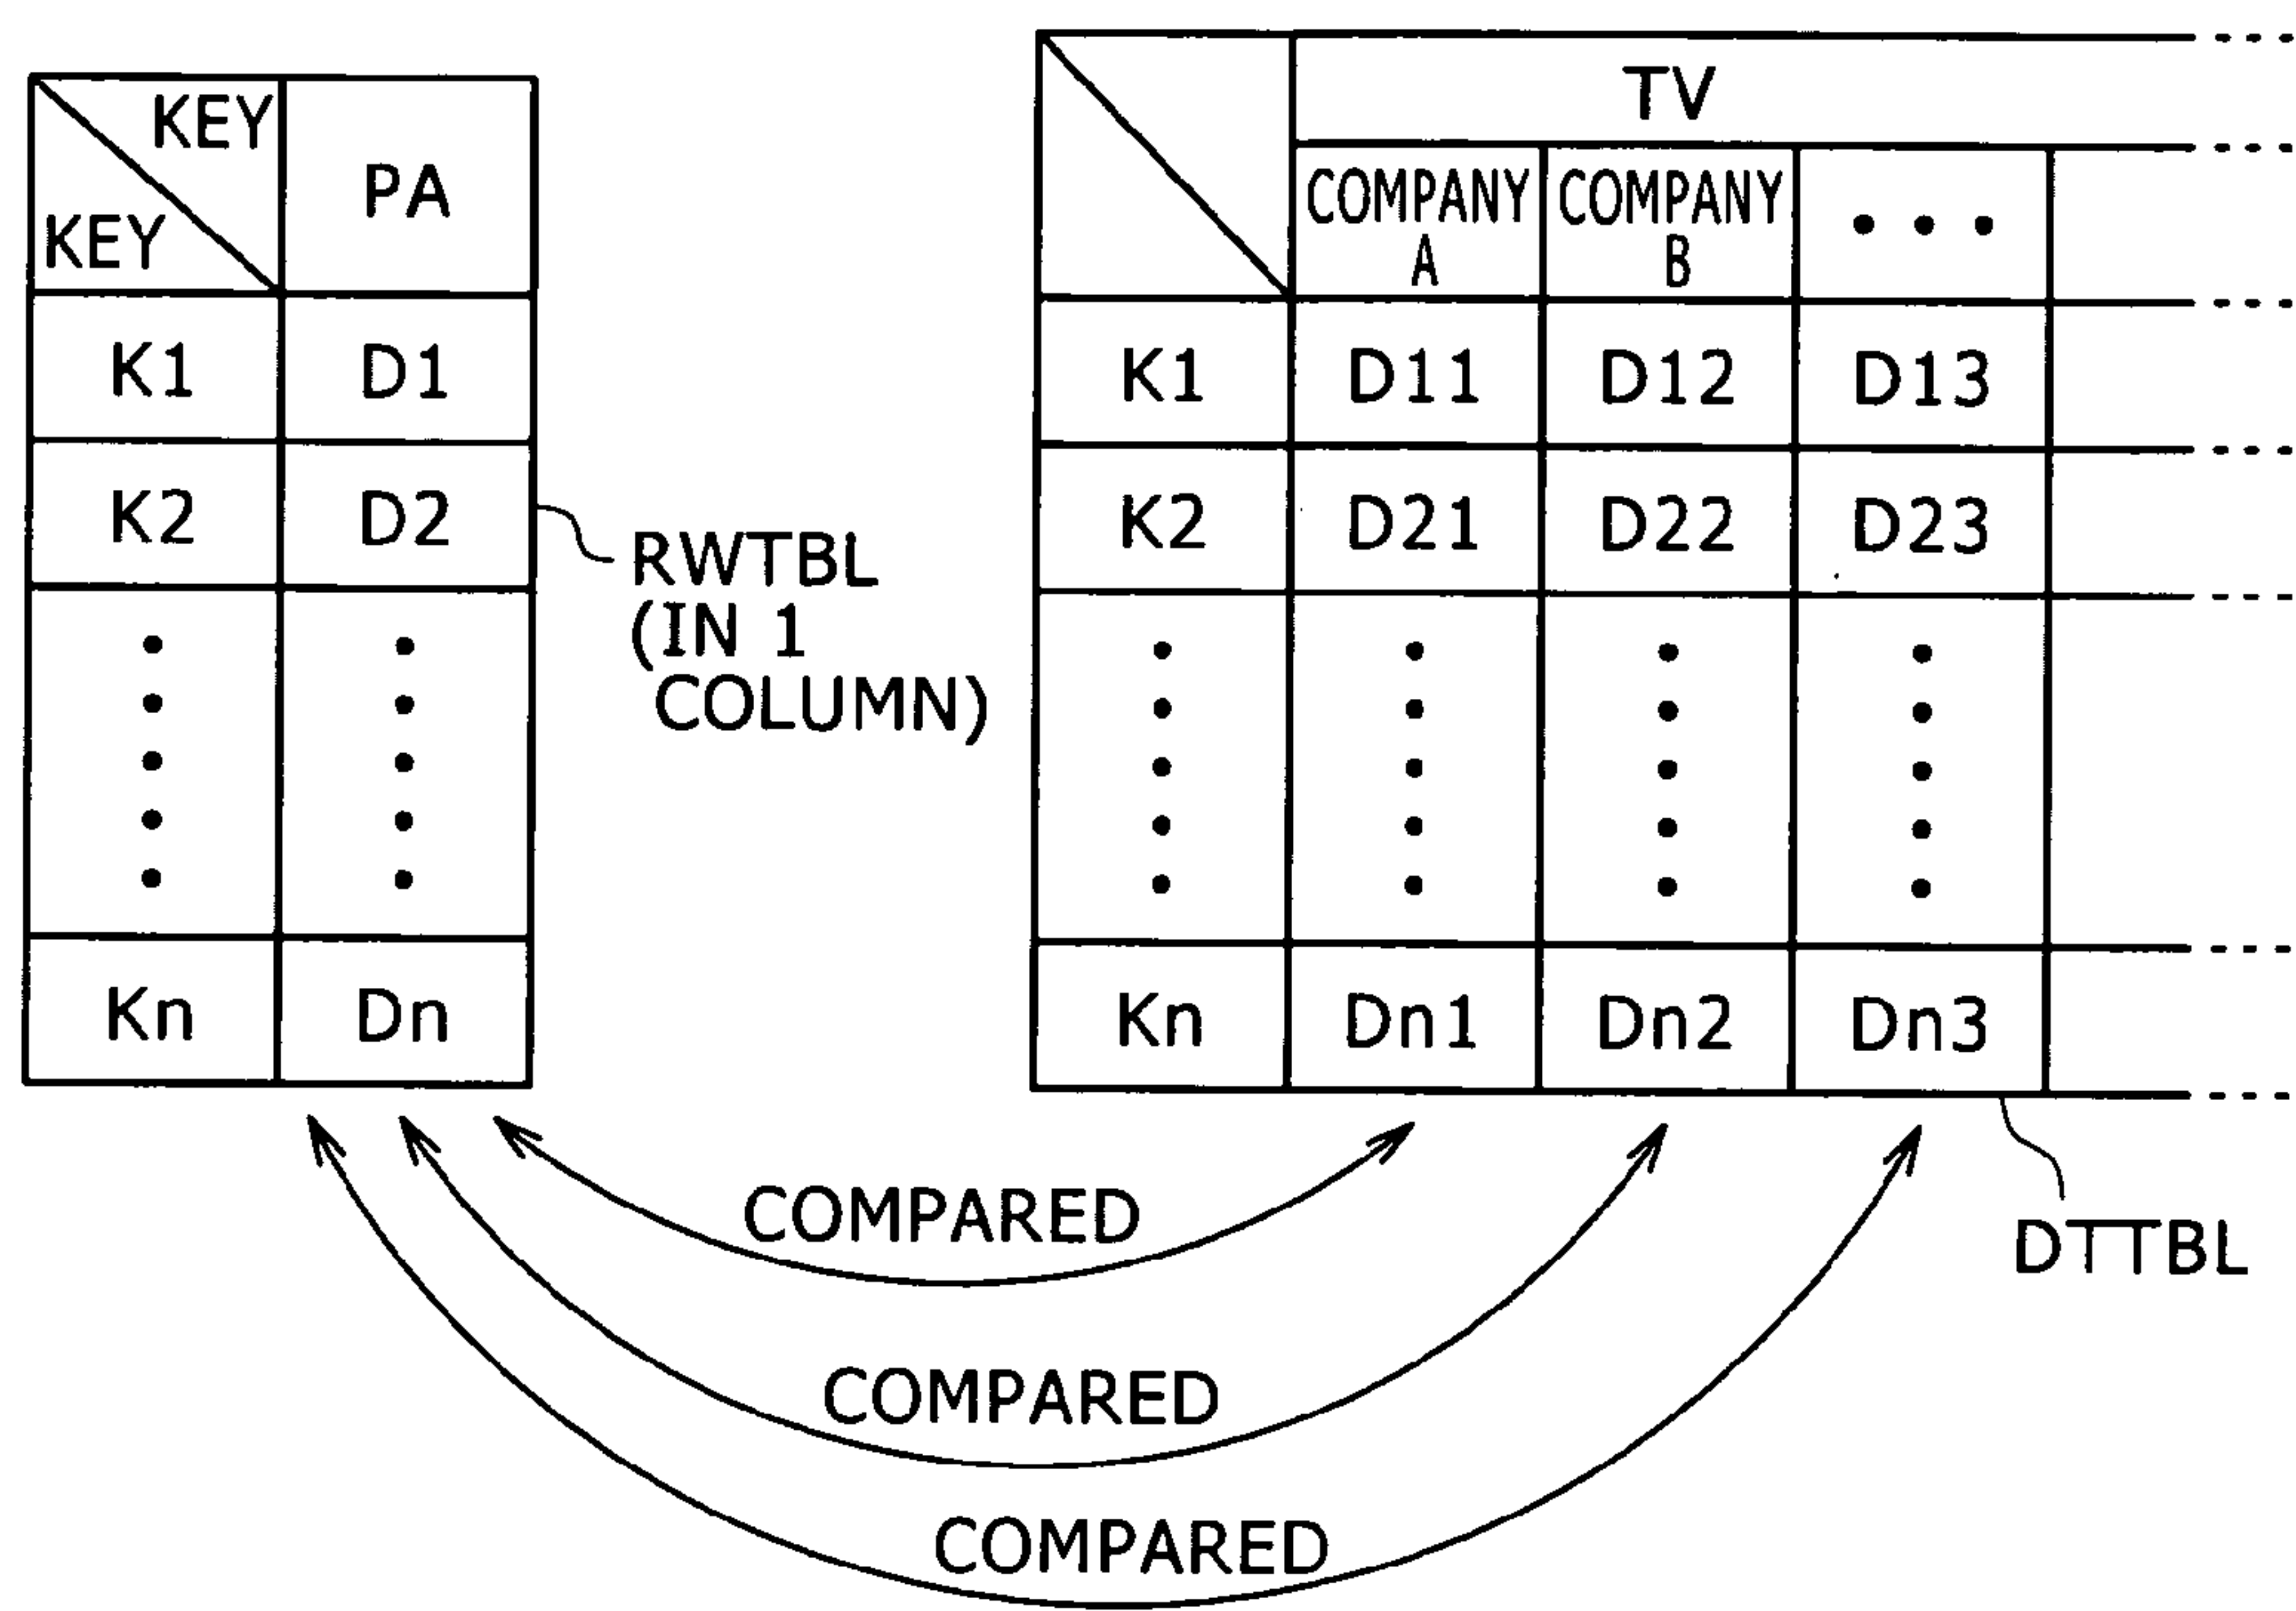 KEY PA
KEY
K1 D1
K2 D2
Kn Dn
RWTBL
(IN 1
COLUMN)
TV
COMPANY A COMPANY B • • •
K1 D11 D12 D13
K2 D21 D22 D23
Kn Dn1 Dn2 Dn3
COMPARED
COMPARED
COMPARED
DTTBL